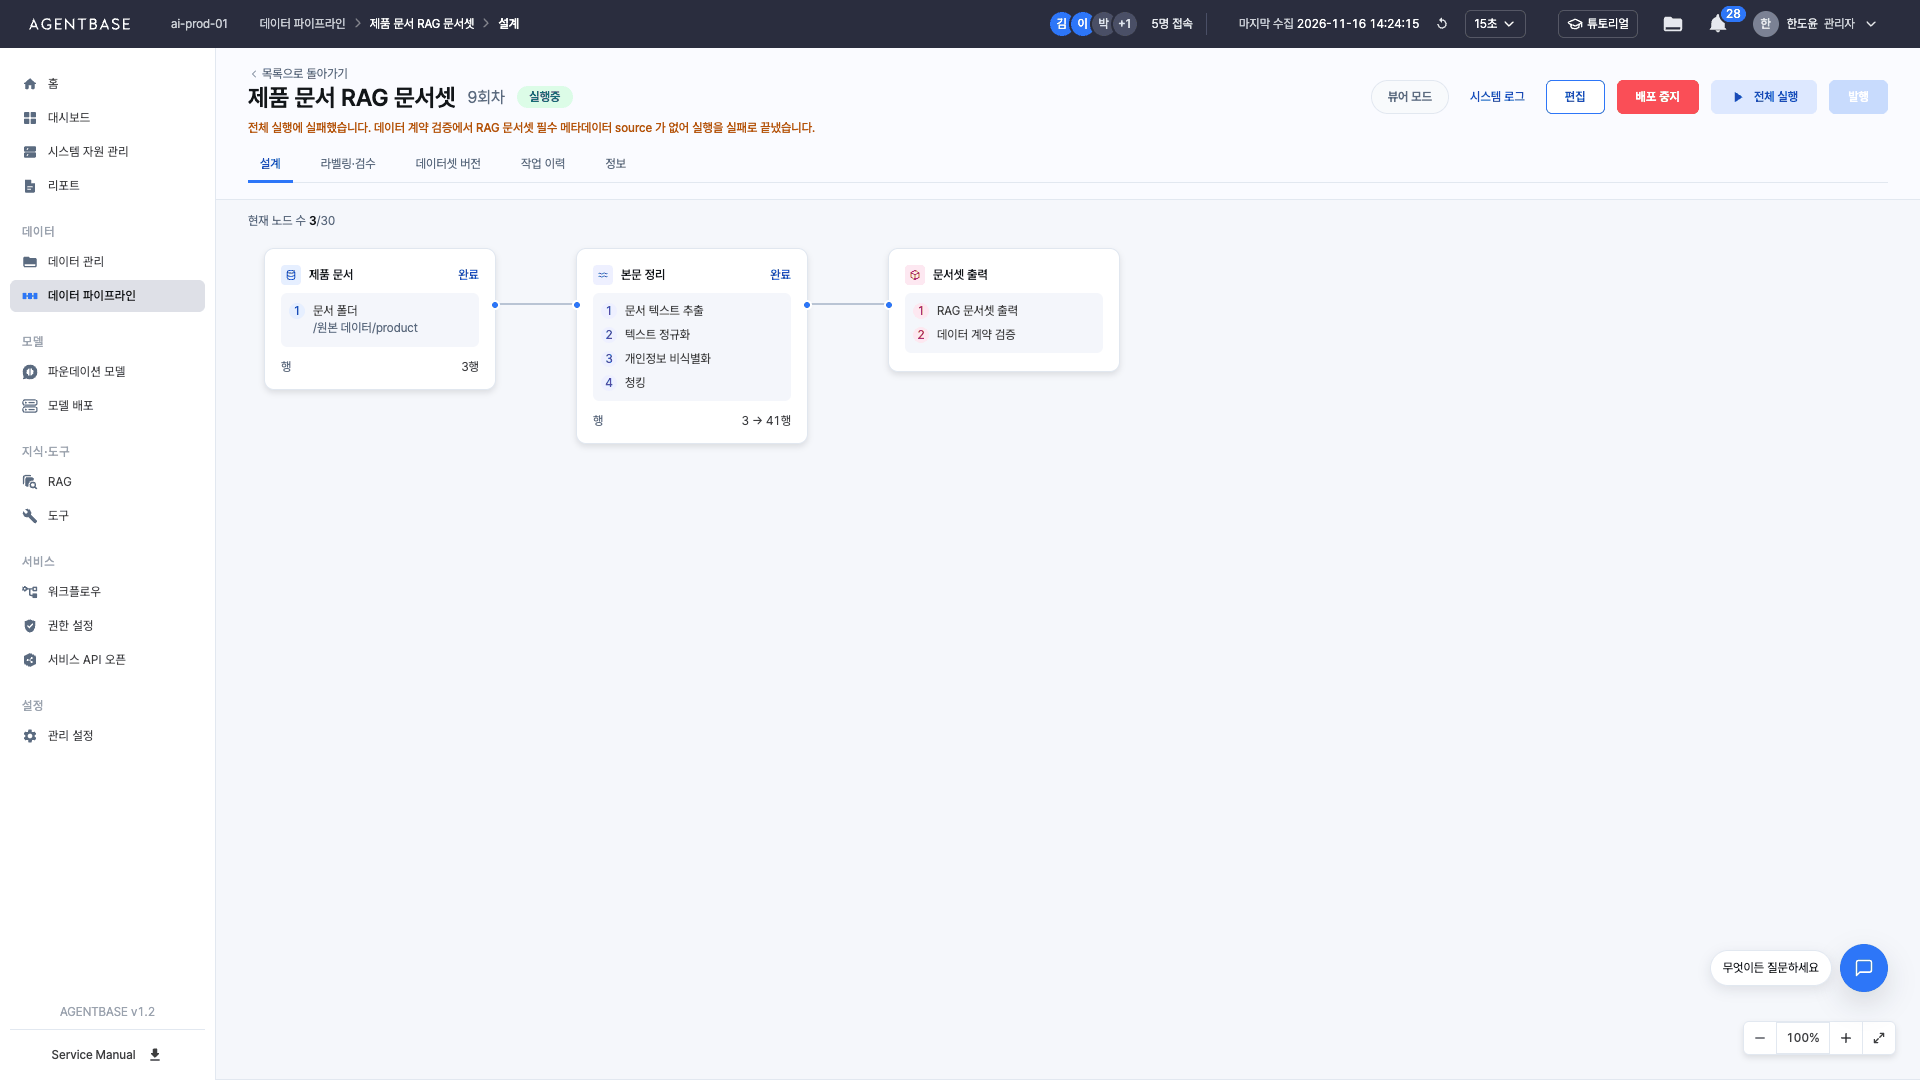 AGENTBASE
ai-prod-01
데이터 파이프라인 > 제품 문서 RAG 문서셋 > 설계
김 이 박 +1 5명 접속
마지막 수집 2026-11-16 14:24:15
15초
튜토리얼
28
한 한도윤 관리자
홈
대시보드
시스템 자원 관리
리포트
데이터
데이터 관리
데이터 파이프라인
모델
파운데이션 모델
모델 배포
지식·도구
RAG
도구
서비스
워크플로우
권한 설정
서비스 API 오픈
설정
관리 설정
AGENTBASE v1.2
Service Manual
목록으로 돌아가기
제품 문서 RAG 문서셋 9회차 실행중
뷰어 모드
시스템 로그
편집
배포 중지
전체 실행
발행
전체 실행에 실패했습니다. 데이터 계약 검증에서 RAG 문서셋 필수 메타데이터 source 가 없어 실행을 실패로 끝냈습니다.
설계
라벨링·검수
데이터셋 버전
작업 이력
정보
현재 노드 수 3/30
제품 문서 완료
1 문서 폴더
/원본 데이터/product
행 3행
본문 정리 완료
1 문서 텍스트 추출
2 텍스트 정규화
3 개인정보 비식별화
4 청킹
행 3 → 41행
문서셋 출력
1 RAG 문서셋 출력
2 데이터 계약 검증
무엇이든 질문하세요
100%